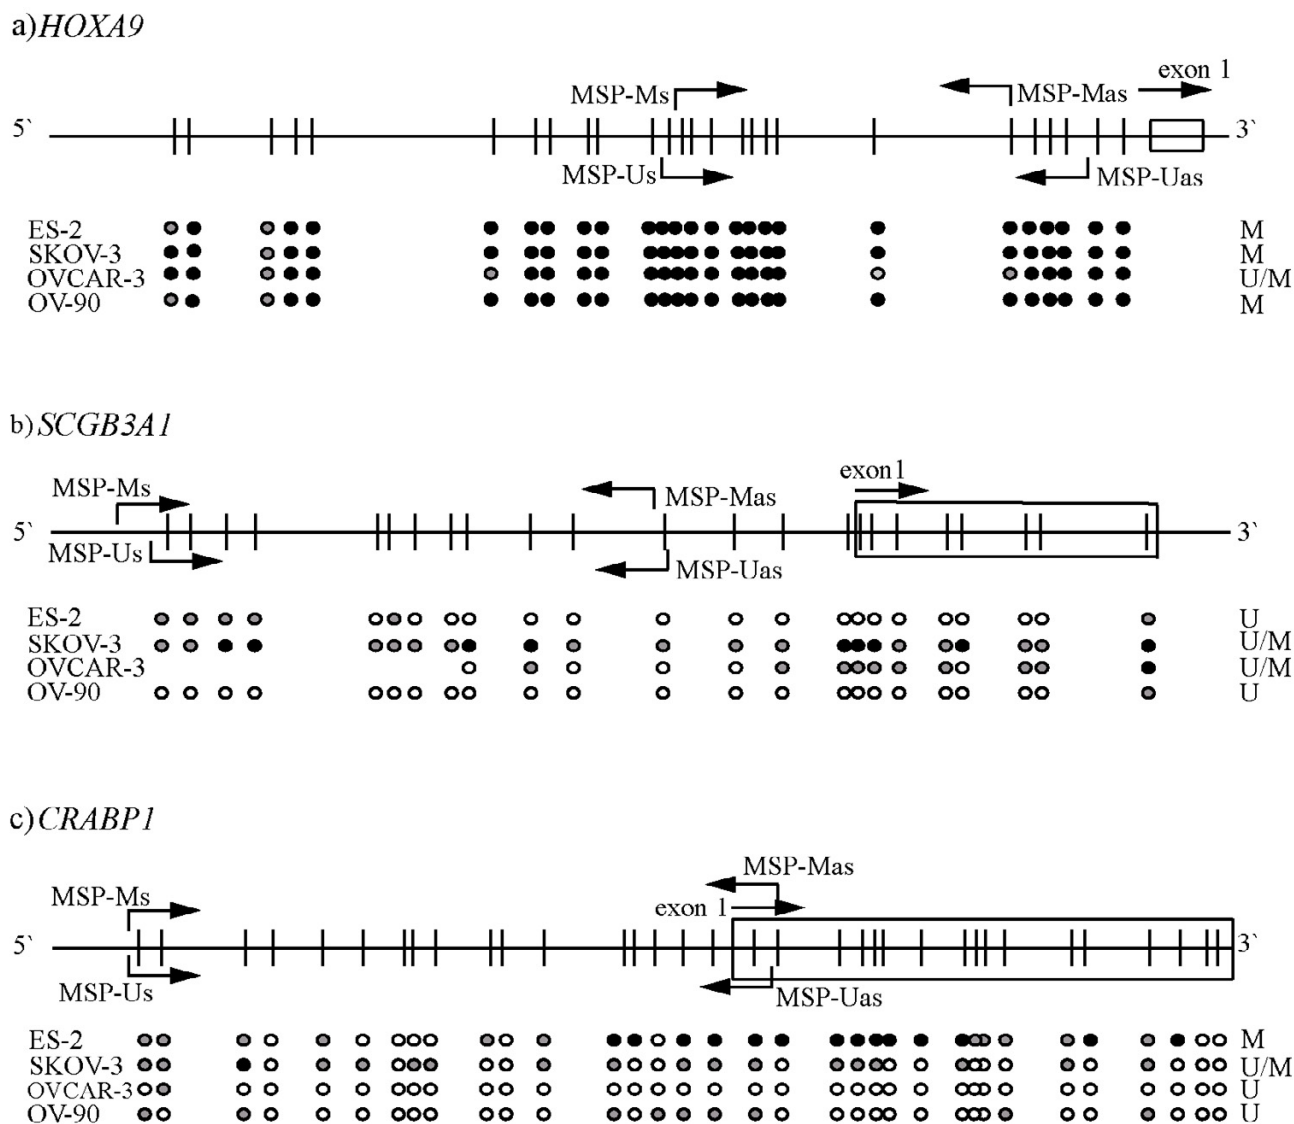 a) HOXA9
exon 1
MSP-Ms
MSP-Mas
5`
3`
MSP-Us
MSP-Uas
ES-2 M
SKOV-3 M
OVCAR-3 U/M
OV-90 M
b) SCGB3A1
exon1
MSP-Ms
MSP-Mas
5`
3`
MSP-Us
MSP-Uas
ES-2 U
SKOV-3 U/M
OVCAR-3 U/M
OV-90 U
c) CRABP1
MSP-Mas
MSP-Ms
exon 1
5`
3`
MSP-Us
MSP-Uas
ES-2 M
SKOV-3 U/M
OVCAR-3 U
OV-90 U